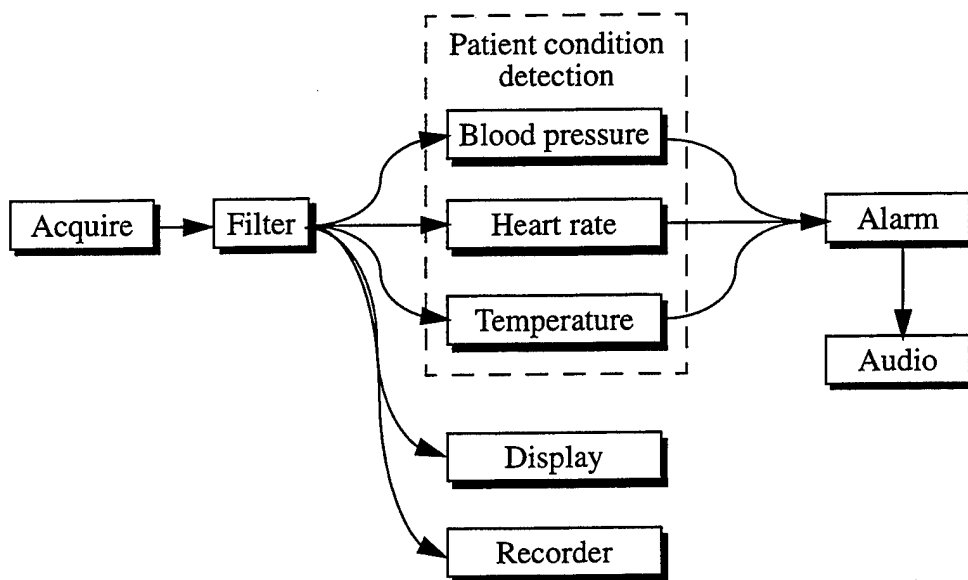 Patient condition
detection
Blood pressure
Acquire
Filter
Heart rate
Alarm
Temperature
Audio
Display
Recorder